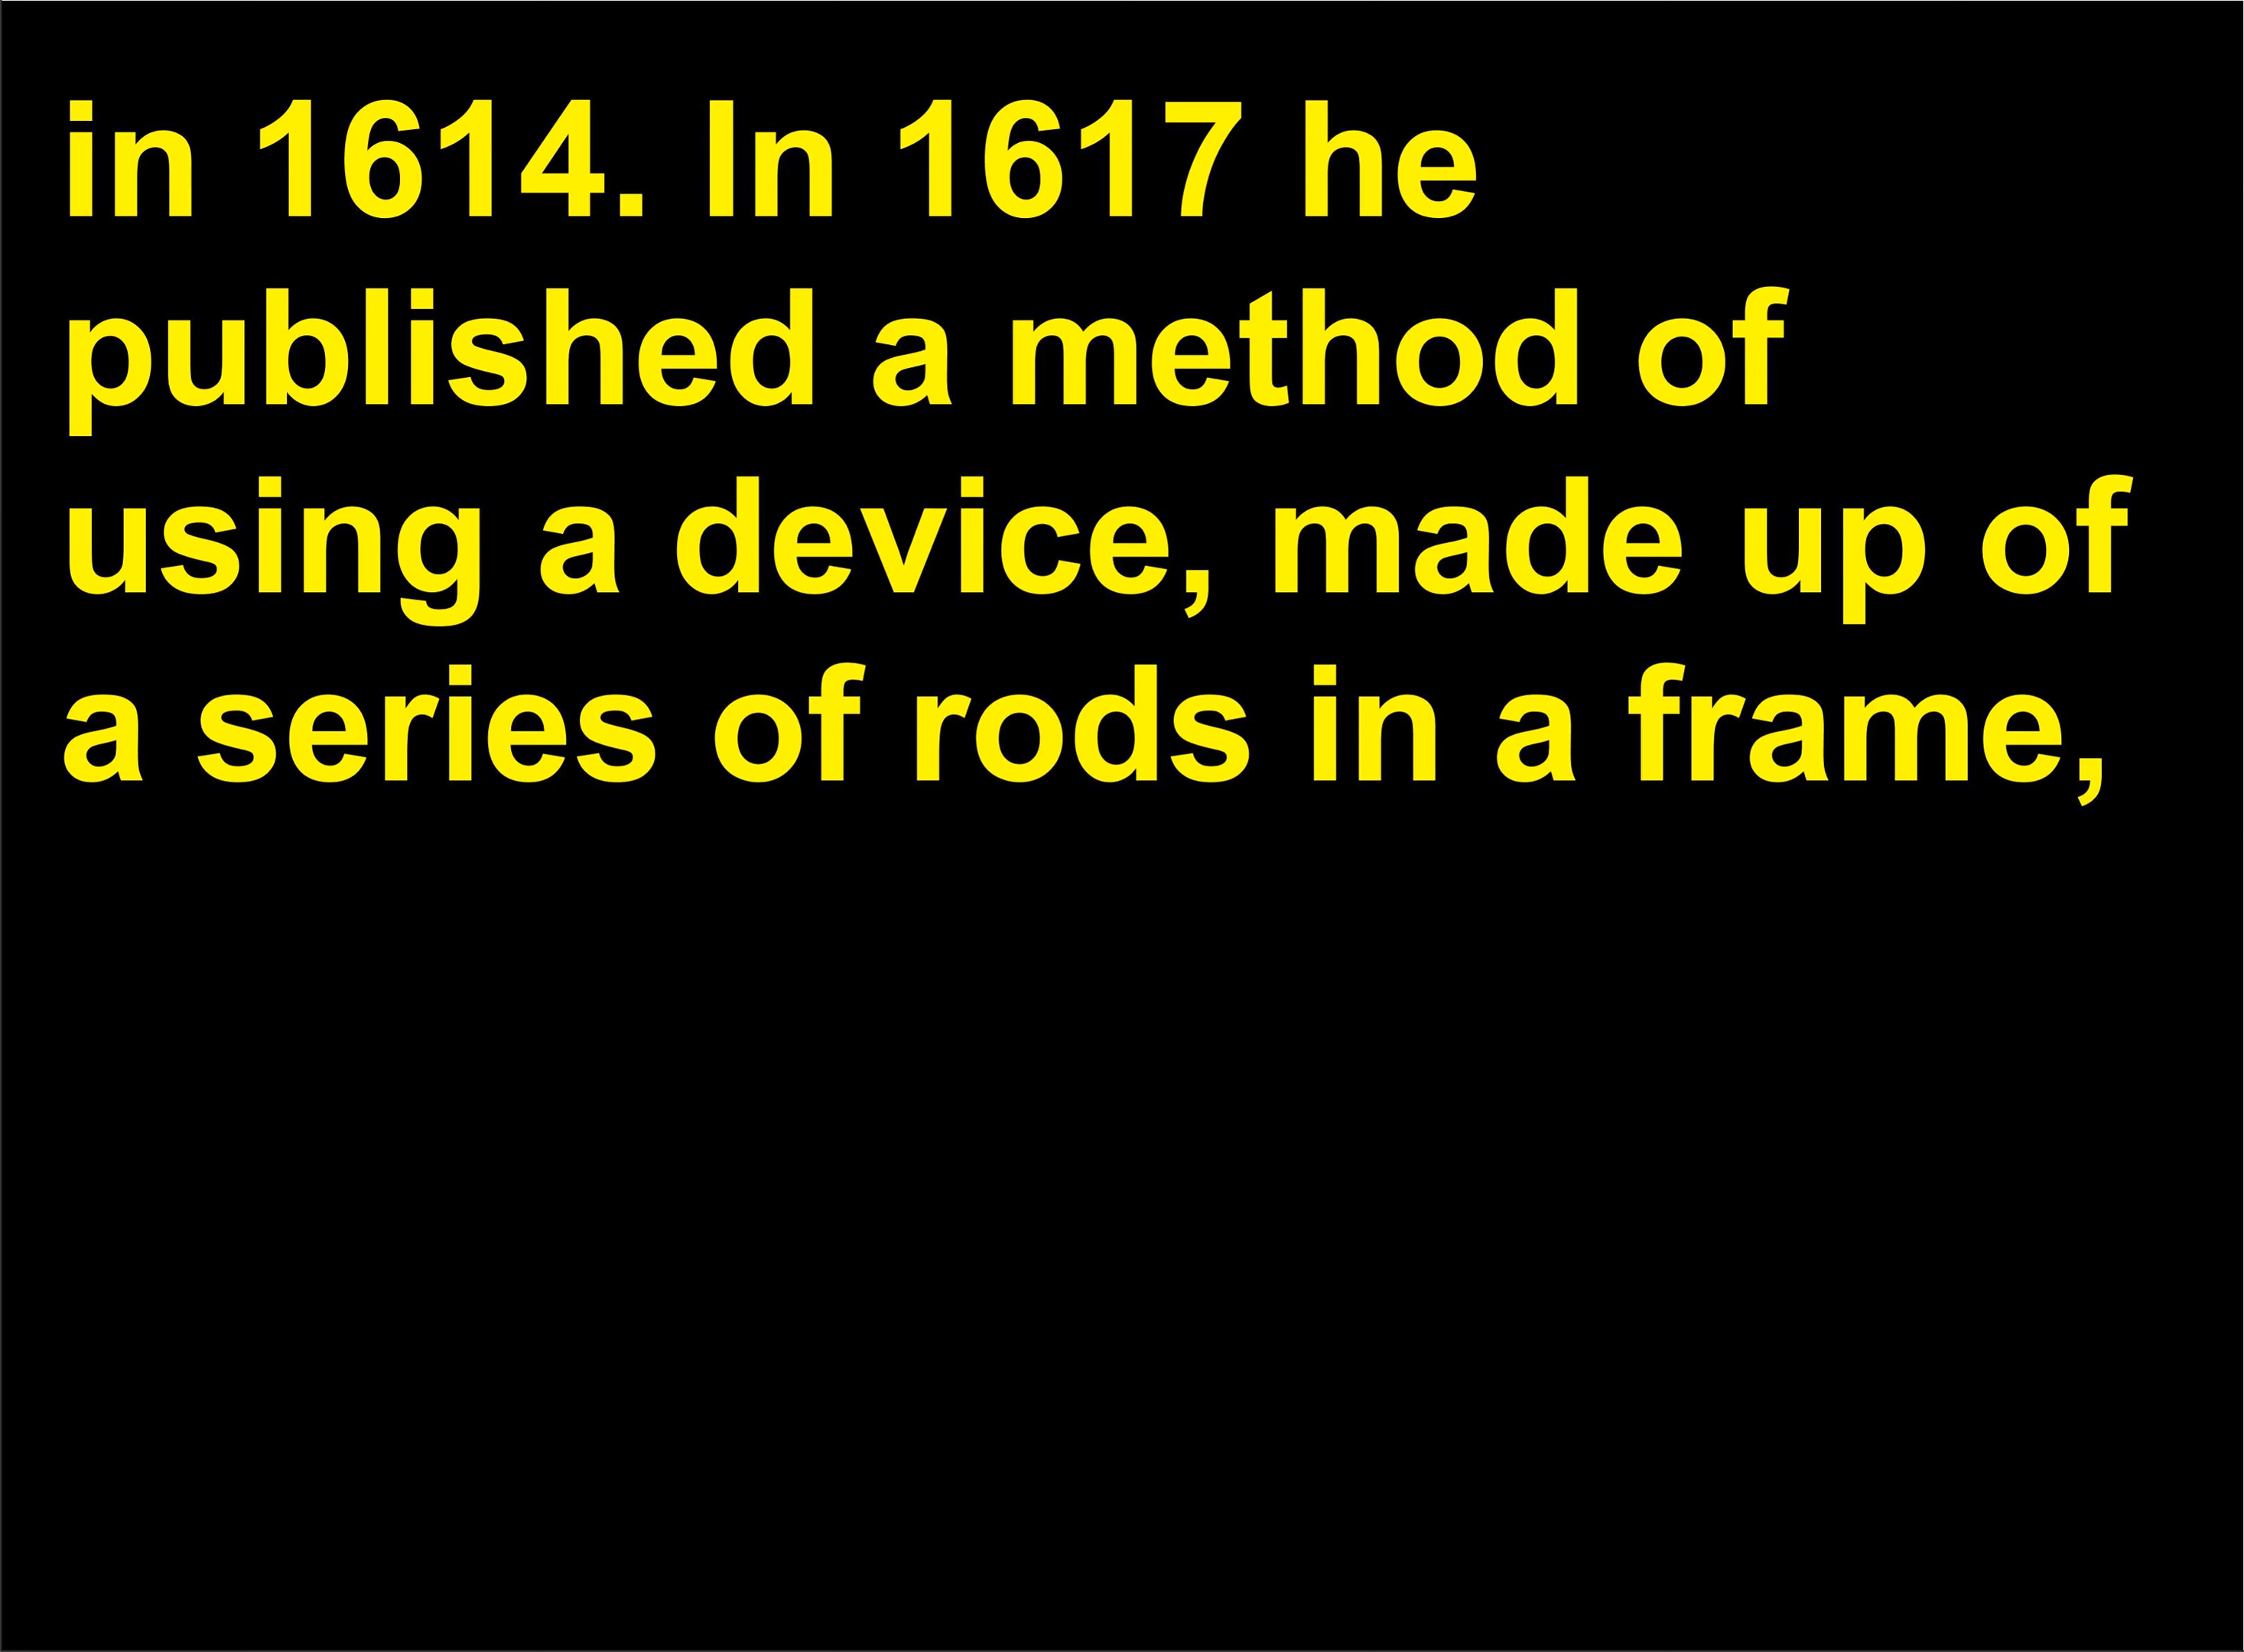 in 1614. In 1617 he
published a method of
using a device, made up of
a series of rods in a frame,